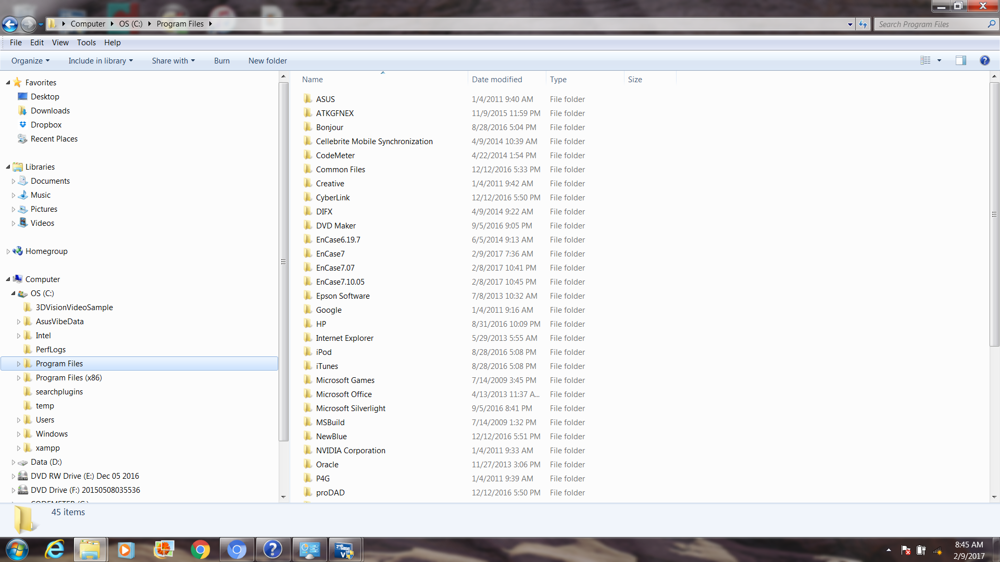 Computer OS (C:) Program Files
Search Program Files
File Edit View Tools Help
Organize Include in library Share with Burn New folder
Favorites
Desktop
Downloads
Dropbox
Recent Places
Libraries
Documents
Music
Pictures
Videos
Homegroup
Computer
OS (C:)
3DVisionVideoSample
AsusVibeData
Intel
PerfLogs
Program Files
Program Files (x86)
searchplugins
temp
Users
Windows
xampp
Data (D:)
DVD RW Drive (E:) Dec 05 2016
DVD Drive (F:) 20150508035536
Name Date modified Type Size
ASUS 1/4/2011 9:40 AM File folder
ATKGFNEX 11/9/2015 11:59 PM File folder
Bonjour 8/28/2016 5:04 PM File folder
Cellebrite Mobile Synchronization 4/9/2014 10:39 AM File folder
CodeMeter 4/22/2014 1:54 PM File folder
Common Files 12/12/2016 5:33 PM File folder
Creative 1/4/2011 9:42 AM File folder
CyberLink 12/12/2016 5:50 PM File folder
DIFX 4/9/2014 9:22 AM File folder
DVD Maker 9/5/2016 9:05 PM File folder
EnCase6.19.7 6/5/2014 9:13 AM File folder
EnCase7 2/9/2017 7:36 AM File folder
EnCase7.07 2/8/2017 10:41 PM File folder
EnCase7.10.05 2/8/2017 10:45 PM File folder
Epson Software 7/8/2013 10:32 AM File folder
Google 1/4/2011 9:16 AM File folder
HP 8/31/2016 10:09 PM File folder
Internet Explorer 5/29/2013 5:55 AM File folder
iPod 8/28/2016 5:08 PM File folder
iTunes 8/28/2016 5:08 PM File folder
Microsoft Games 7/14/2009 3:45 PM File folder
Microsoft Office 4/13/2013 11:37 A... File folder
Microsoft Silverlight 9/5/2016 8:41 PM File folder
MSBuild 7/14/2009 1:32 PM File folder
NewBlue 12/12/2016 5:51 PM File folder
NVIDIA Corporation 1/4/2011 9:33 AM File folder
Oracle 11/27/2013 3:06 PM File folder
P4G 1/4/2011 9:39 AM File folder
proDAD 12/12/2016 5:50 PM File folder
45 items
8:45 AM
2/9/2017